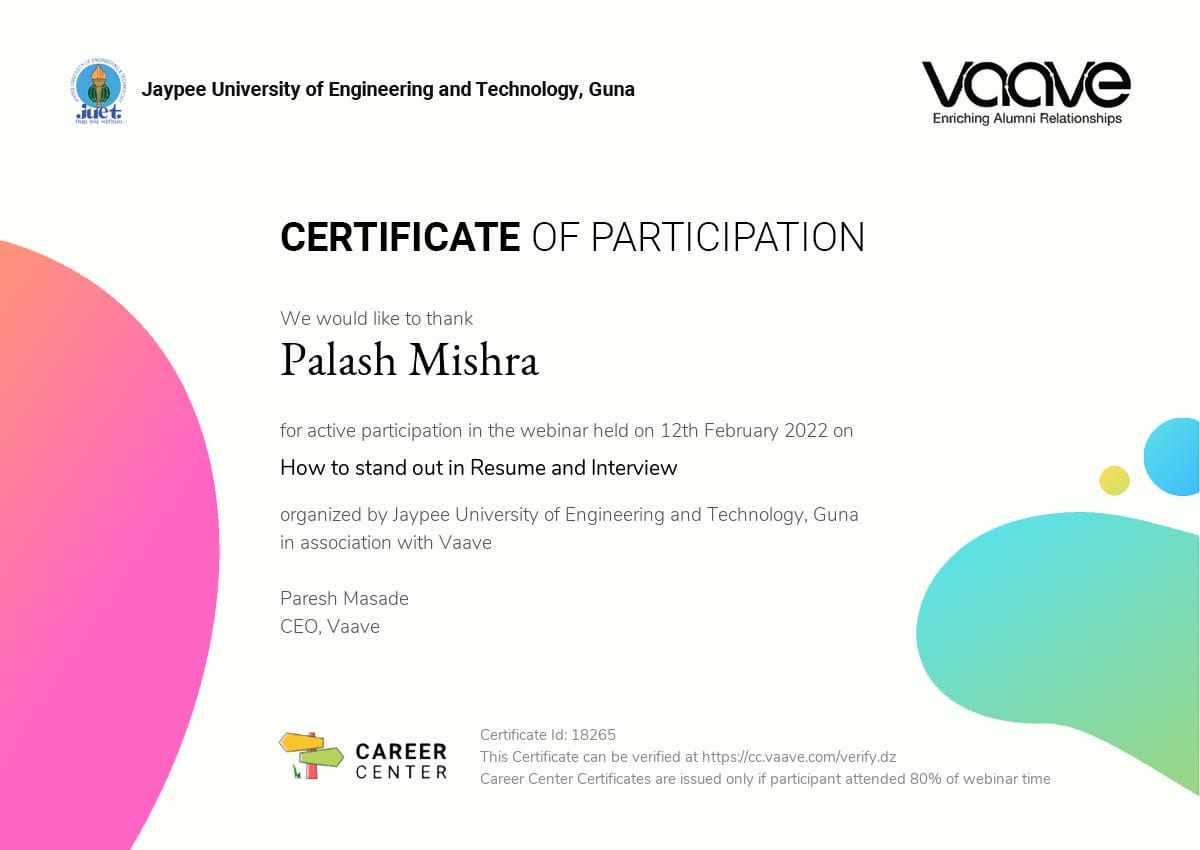 juet
Jaypee University of Engineering and Technology, Guna
vaave
Enriching Alumni Relationships
CERTIFICATE OF PARTICIPATION
We would like to thank
Palash Mishra
for active participation in the webinar held on 12th February 2022 on
How to stand out in Resume and Interview
organized by Jaypee University of Engineering and Technology, Guna
in association with Vaave
Paresh Masade
CEO, Vaave
CAREER
CENTER
Certificate Id: 18265
This Certificate can be verified at https://cc.vaave.com/verify.dz
Career Center Certificates are issued only if participant attended 80% of webinar time